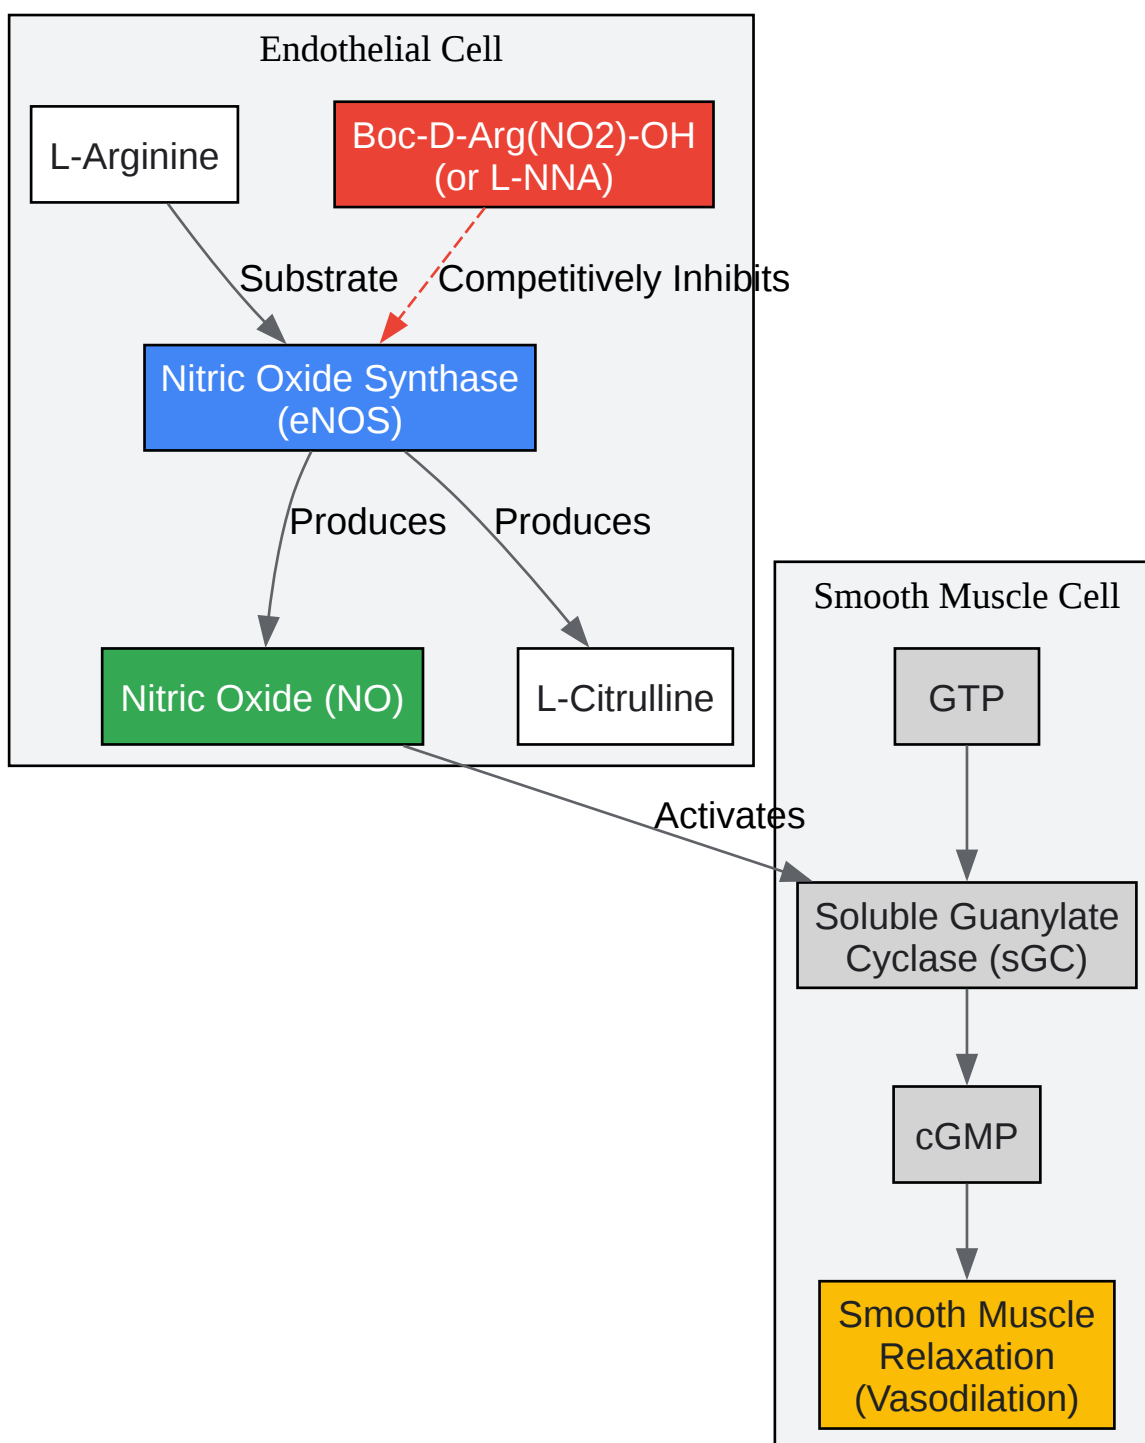 Endothelial Cell
L-Arginine
Boc-D-Arg(NO2)-OH
(or L-NNA)
Substrate
Competitively Inhibits
Nitric Oxide Synthase
(eNOS)
Produces
Produces
Nitric Oxide (NO)
L-Citrulline
Activates
Smooth Muscle Cell
GTP
Soluble Guanylate
Cyclase (sGC)
cGMP
Smooth Muscle
Relaxation
(Vasodilation)